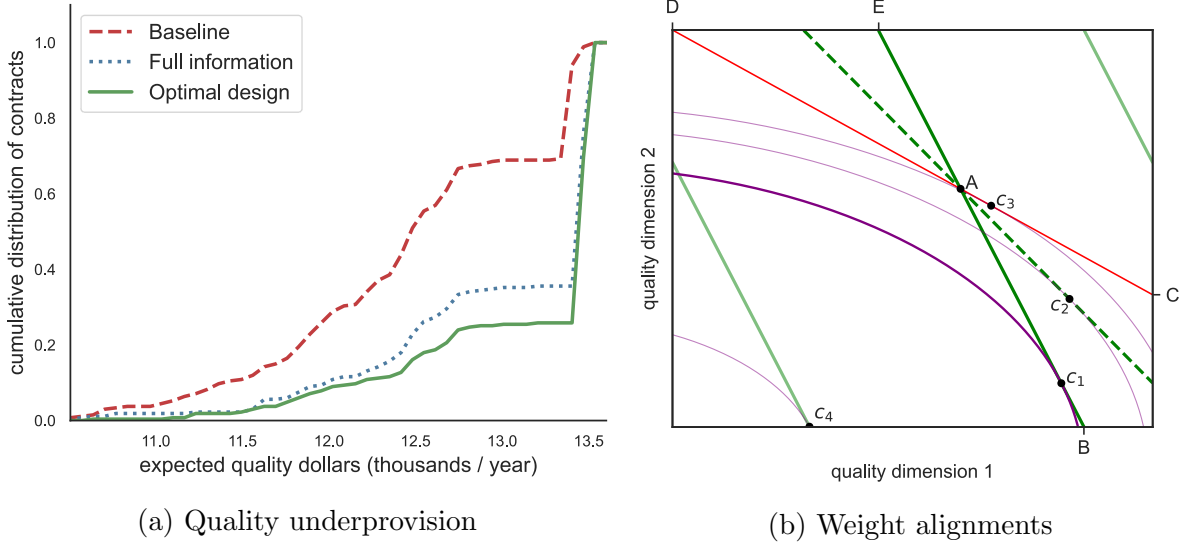 1.0
0.8
0.6
0.4
0.2
0.0
cumulative distribution of contracts
Baseline
Full information
Optimal design
11.0 11.5 12.0 12.5 13.0 13.5
expected quality dollars (thousands / year)
(a) Quality underprovision
D E
quality dimension 2
A
c3
C
c2
c1
c4
B
quality dimension 1
(b) Weight alignments